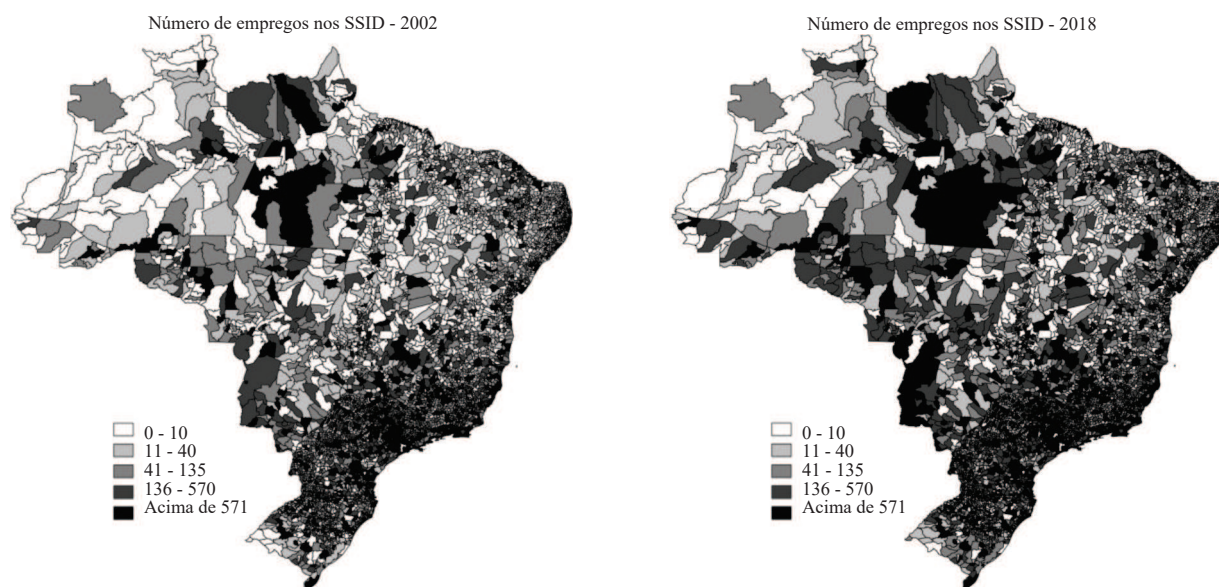 Número de empregos nos SSID - 2002
0 - 10
11 - 40
41 - 135
136 - 570
Acima de 571
Número de empregos nos SSID - 2018
0 - 10
11 - 40
41 - 135
136 - 570
Acima de 571